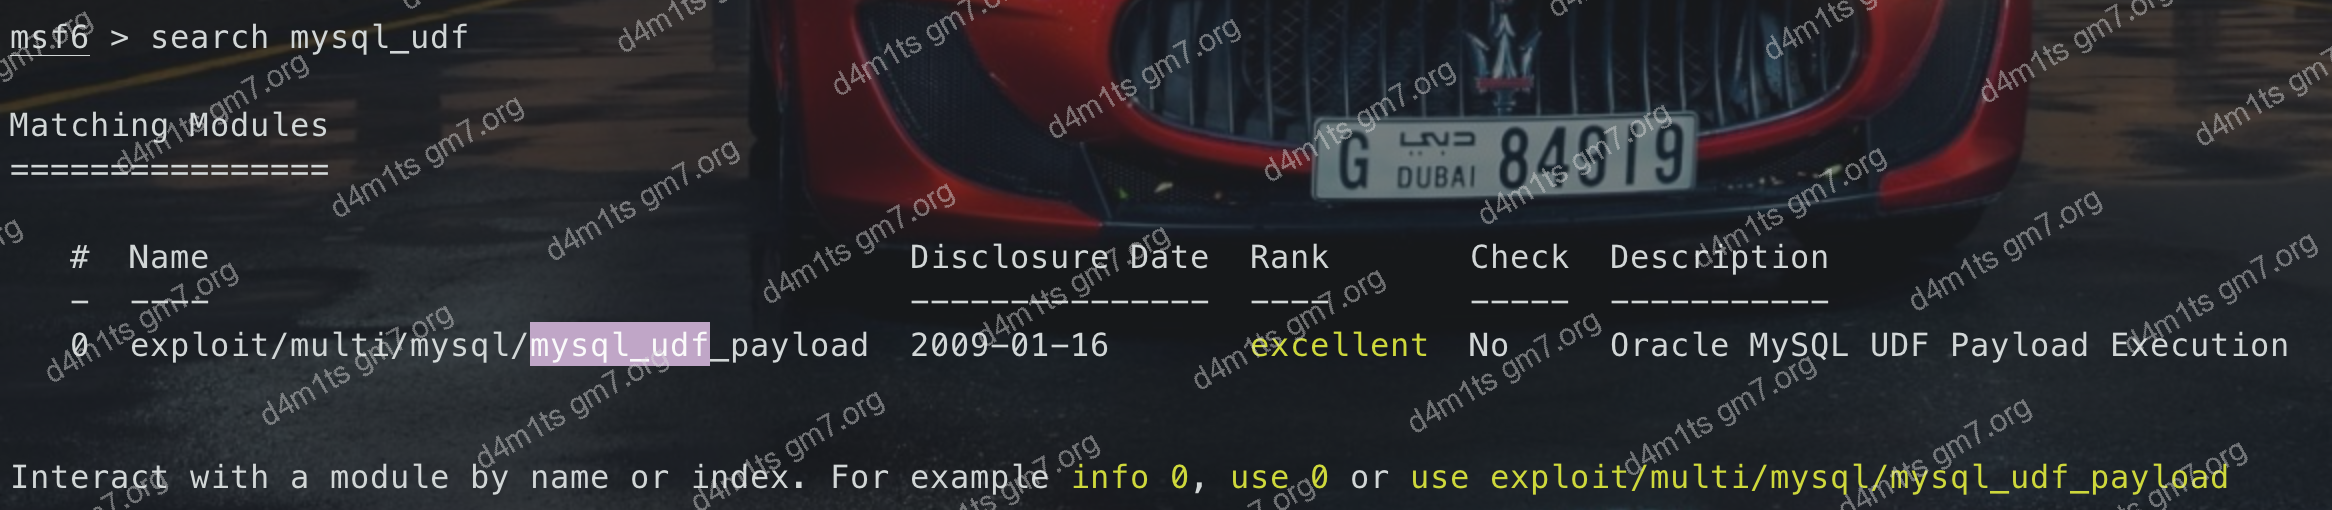 msf6 > search mysql_udf
Matching Modules
================
# Name Disclosure Date Rank Check Description
- ---- --------------- ---- ----- -----------
0 exploit/multi/mysql/mysql_udf_payload 2009-01-16 excellent No Oracle MySQL UDF Payload Execution
Interact with a module by name or index. For example info 0, use 0 or use exploit/multi/mysql/mysql_udf_payload
G دبي DUBAI 84019
d4m1ts gm7.org